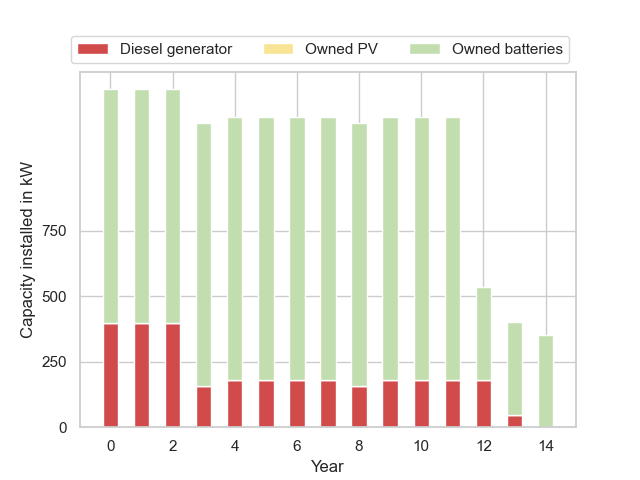 Diesel generator Owned PV Owned batteries
Capacity installed in kW
750
500
250
0
0 2 4 6 8 10 12 14
Year